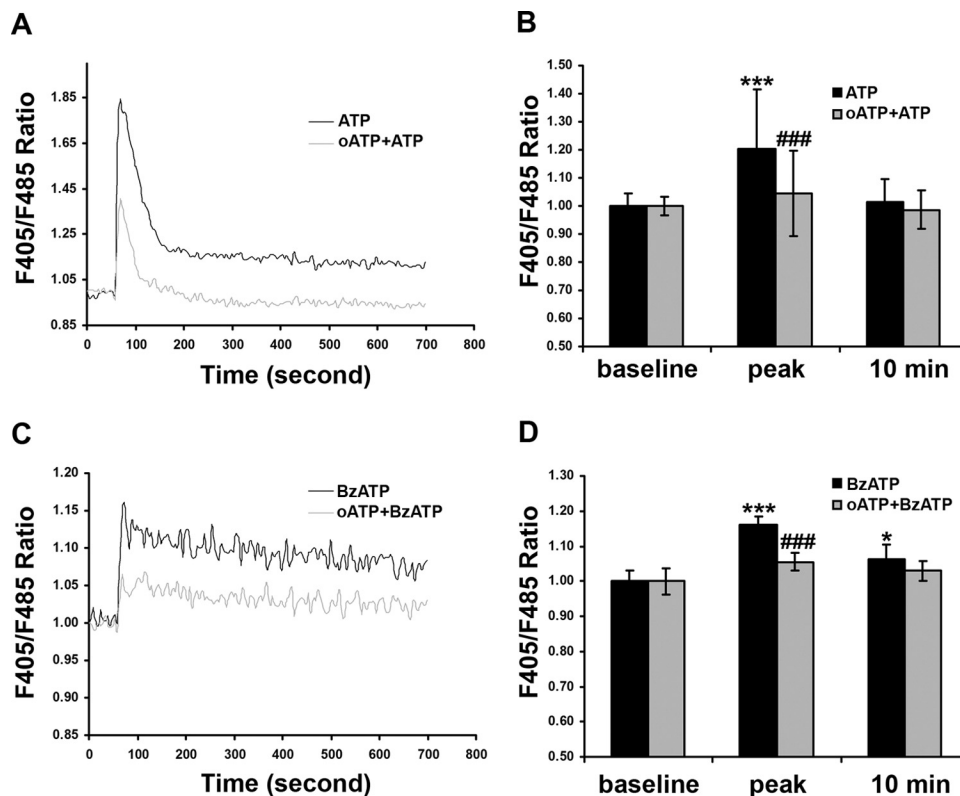 A
F405/F485 Ratio
1.85
1.65
1.45
1.25
1.05
0.85
ATP
oATP+ATP
0 100 200 300 400 500 600 700 800
Time (second)
B
F405/F485 Ratio
1.50
1.40
1.30
1.20
1.10
1.00
0.90
0.80
0.70
0.60
0.50
***
###
ATP
oATP+ATP
baseline peak 10 min
C
F405/F485 Ratio
1.20
1.15
1.10
1.05
1.00
0.95
0.90
0.85
BzATP
oATP+BzATP
0 100 200 300 400 500 600 700 800
Time (second)
D
F405/F485 Ratio
1.30
1.20
1.10
1.00
0.90
0.80
0.70
0.60
0.50
***
###
*
BzATP
oATP+BzATP
baseline peak 10 min